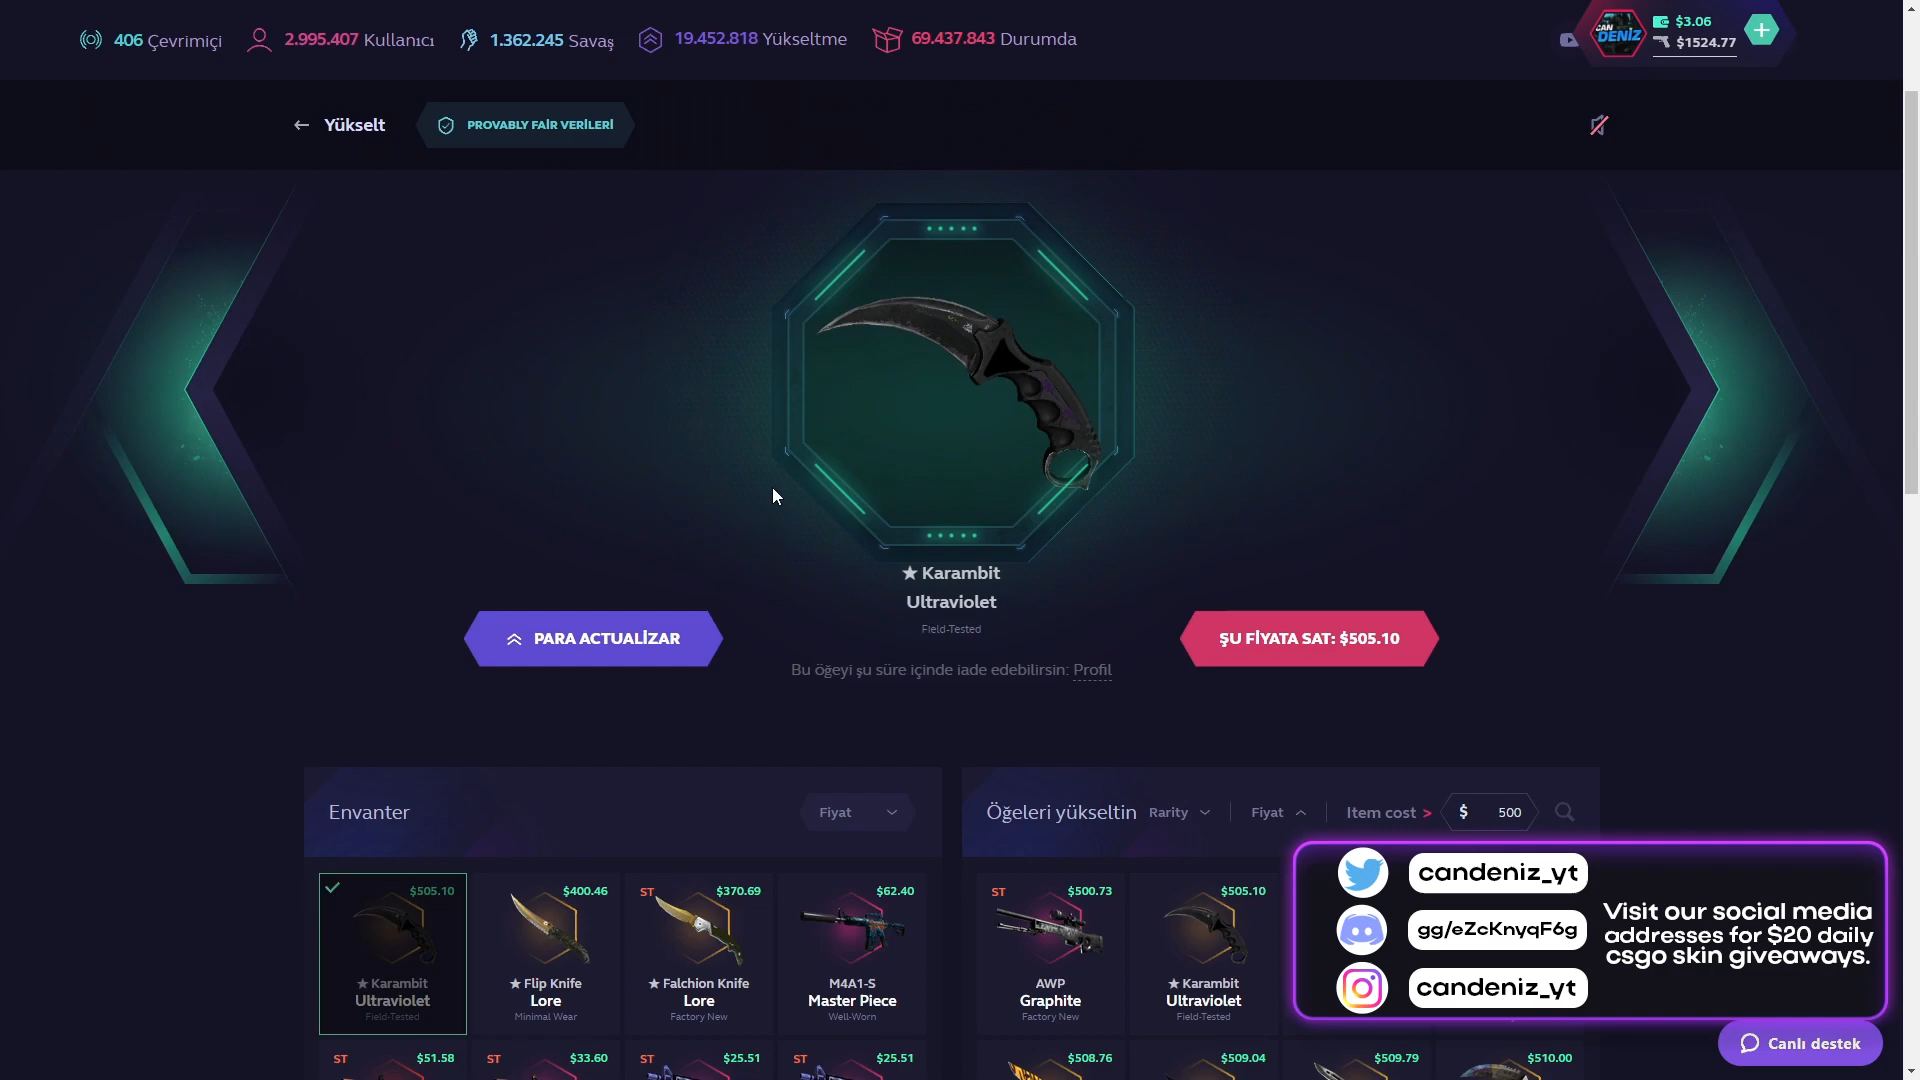 406 Çevrimiçi
2.995.407 Kullanıcı
1.362.245 Savaş
19.452.818 Yükseltme
69.437.843 Durumda
CAN DENİZ
$3.06
$1524.77
Yükselt
PROVABLY FAİR VERİLERİ
★ Karambit
Ultraviolet
Field-Tested
PARA ACTUALİZAR
ŞU FİYATA SAT: $505.10
Bu öğeyi şu süre içinde iade edebilirsin: Profil
Envanter
Fiyat
Öğeleri yükseltin
Rarity
Fiyat
Item cost >
$ 500
$505.10
★ Karambit
Ultraviolet
Field-Tested
$400.46
★ Flip Knife
Lore
Minimal Wear
ST $370.69
★ Falchion Knife
Lore
Factory New
$62.40
M4A1-S
Master Piece
Well-Worn
ST $500.73
AWP
Graphite
Factory New
$505.10
★ Karambit
Ultraviolet
Field-Tested
candeniz_yt
gg/eZcKnyqF6g
candeniz_yt
Visit our social media
addresses for $20 daily
csgo skin giveaways.
ST $51.58
ST $33.60
ST $25.51
ST $25.51
$508.76
$509.04
$509.79
$510.00
Canlı destek